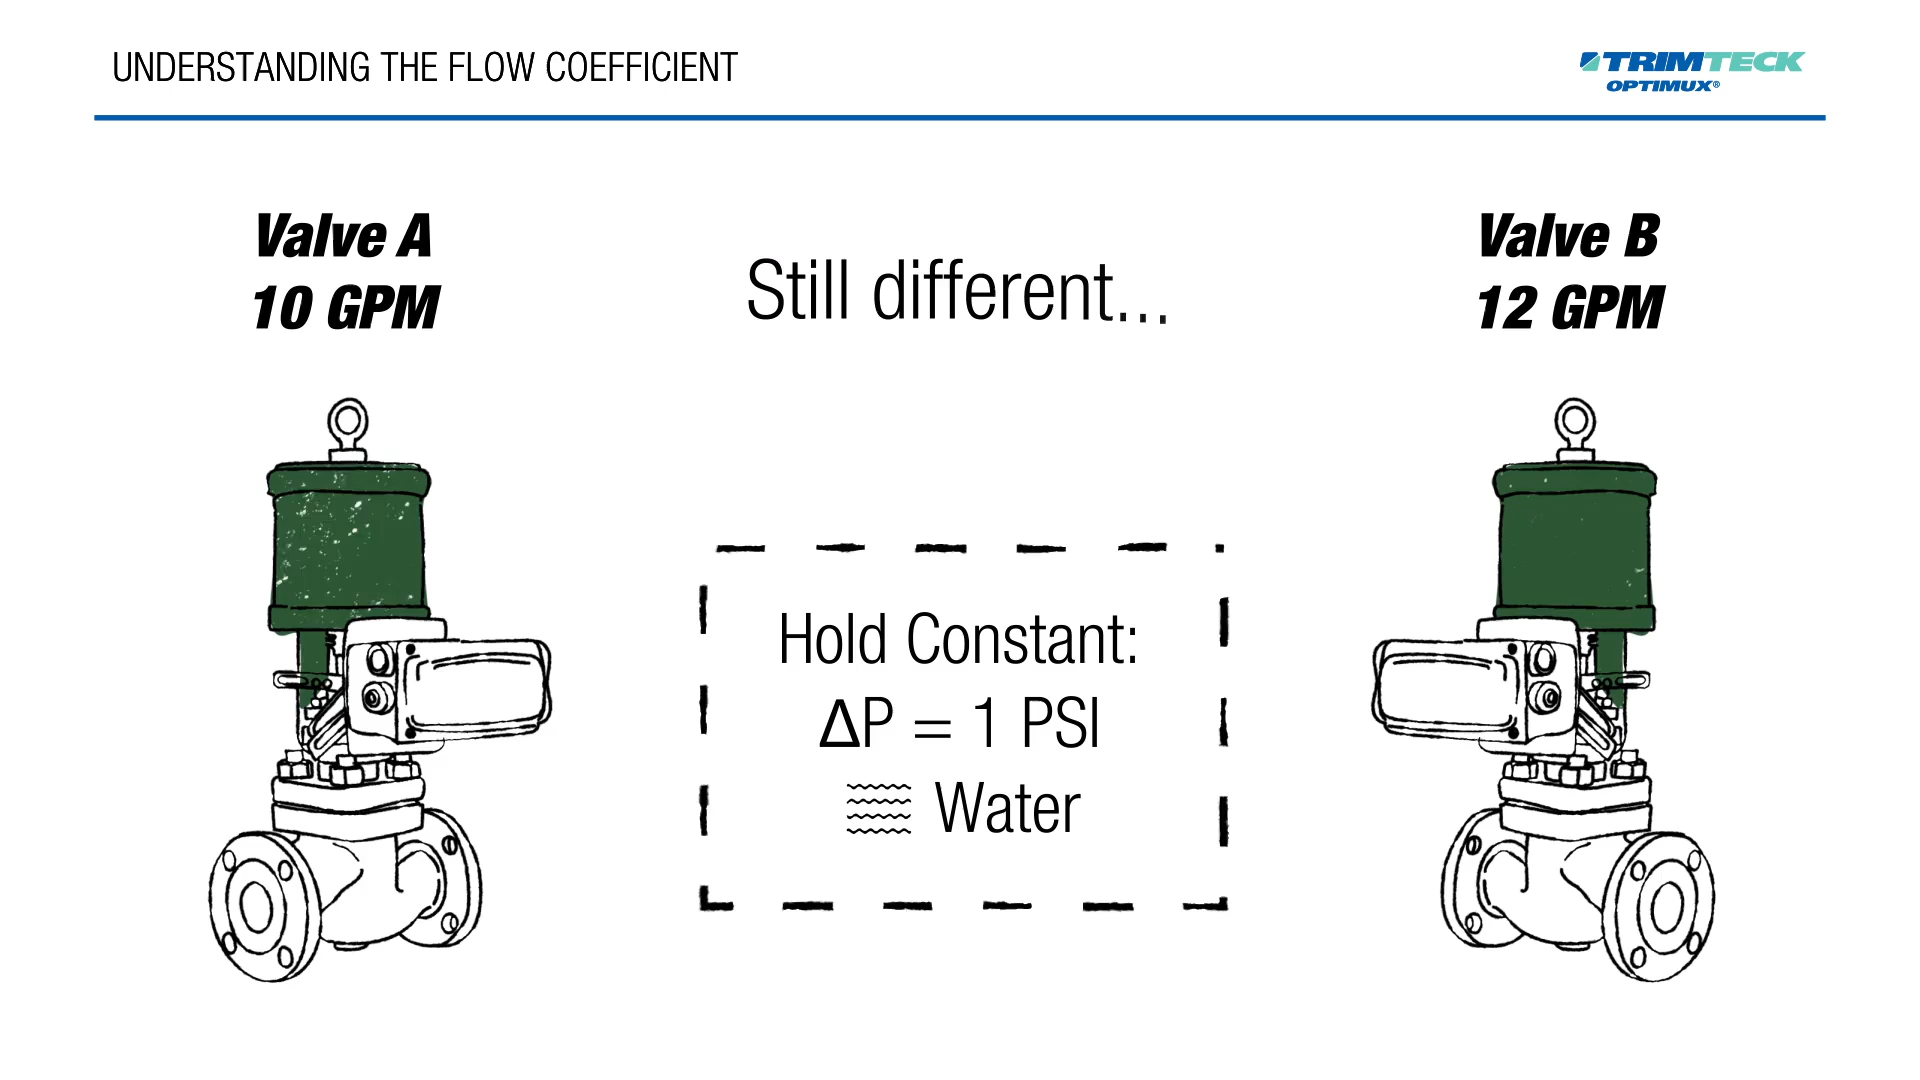 UNDERSTANDING THE FLOW COEFFICIENT
TRIMTECK
OPTIMUX®
Valve A
10 GPM
Still different...
Valve B
12 GPM
Hold Constant:
ΔP = 1 PSI
Water